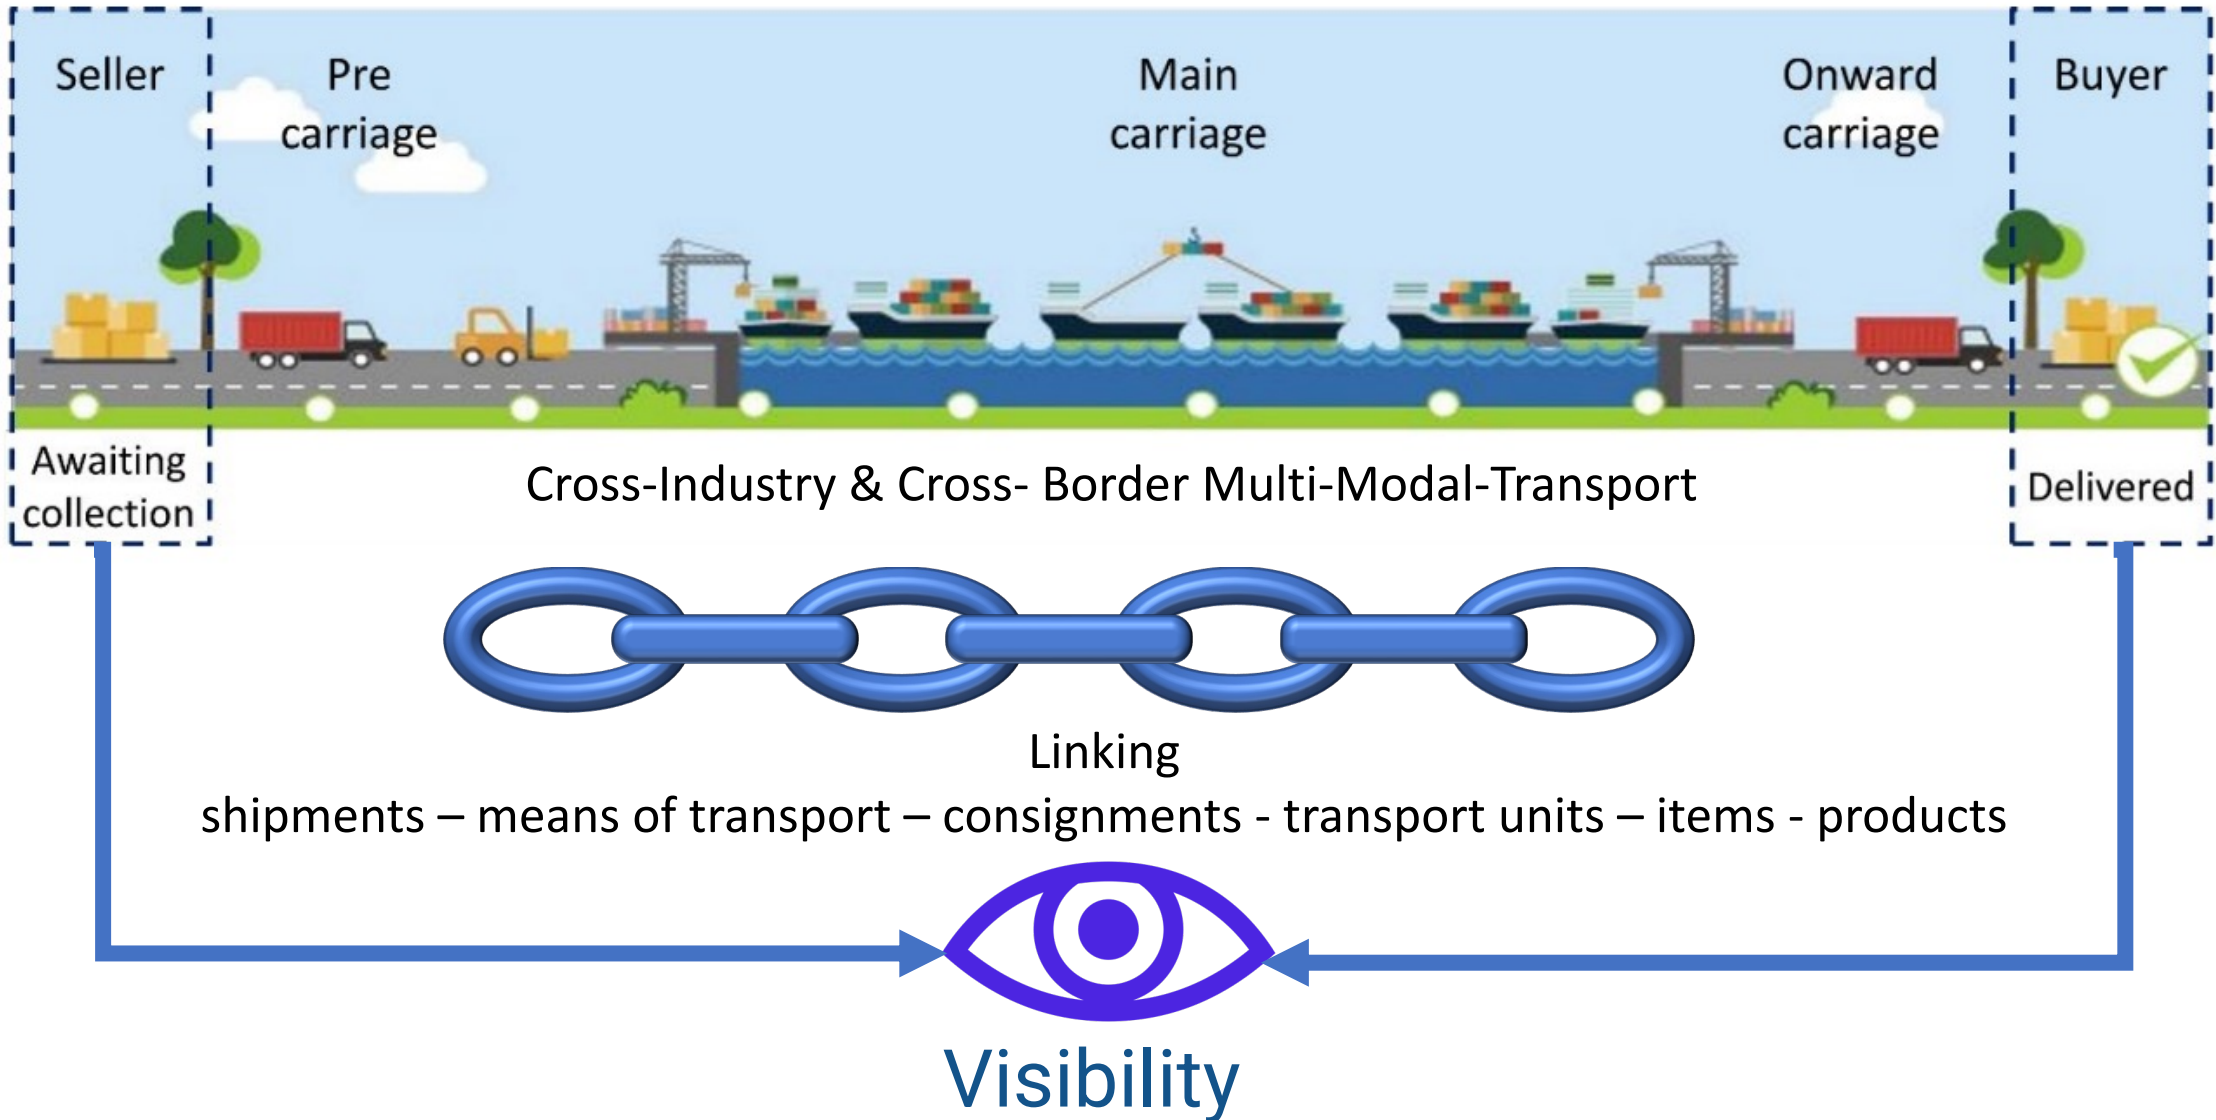 Seller
Pre
carriage
Main
carriage
Onward
carriage
Buyer
Awaiting
collection
Cross-Industry & Cross- Border Multi-Modal-Transport
Delivered
Linking
shipments – means of transport – consignments - transport units – items - products
Visibility